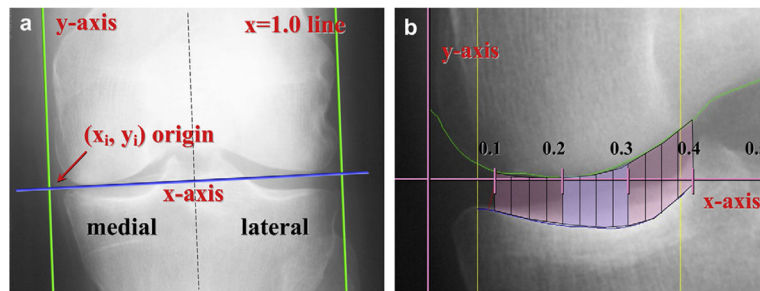 a
y-axis
x=1.0 line
(xi, yi) origin
x-axis
medial
lateral
b
y-axis
0.1
0.2
0.3
0.4
x-axis